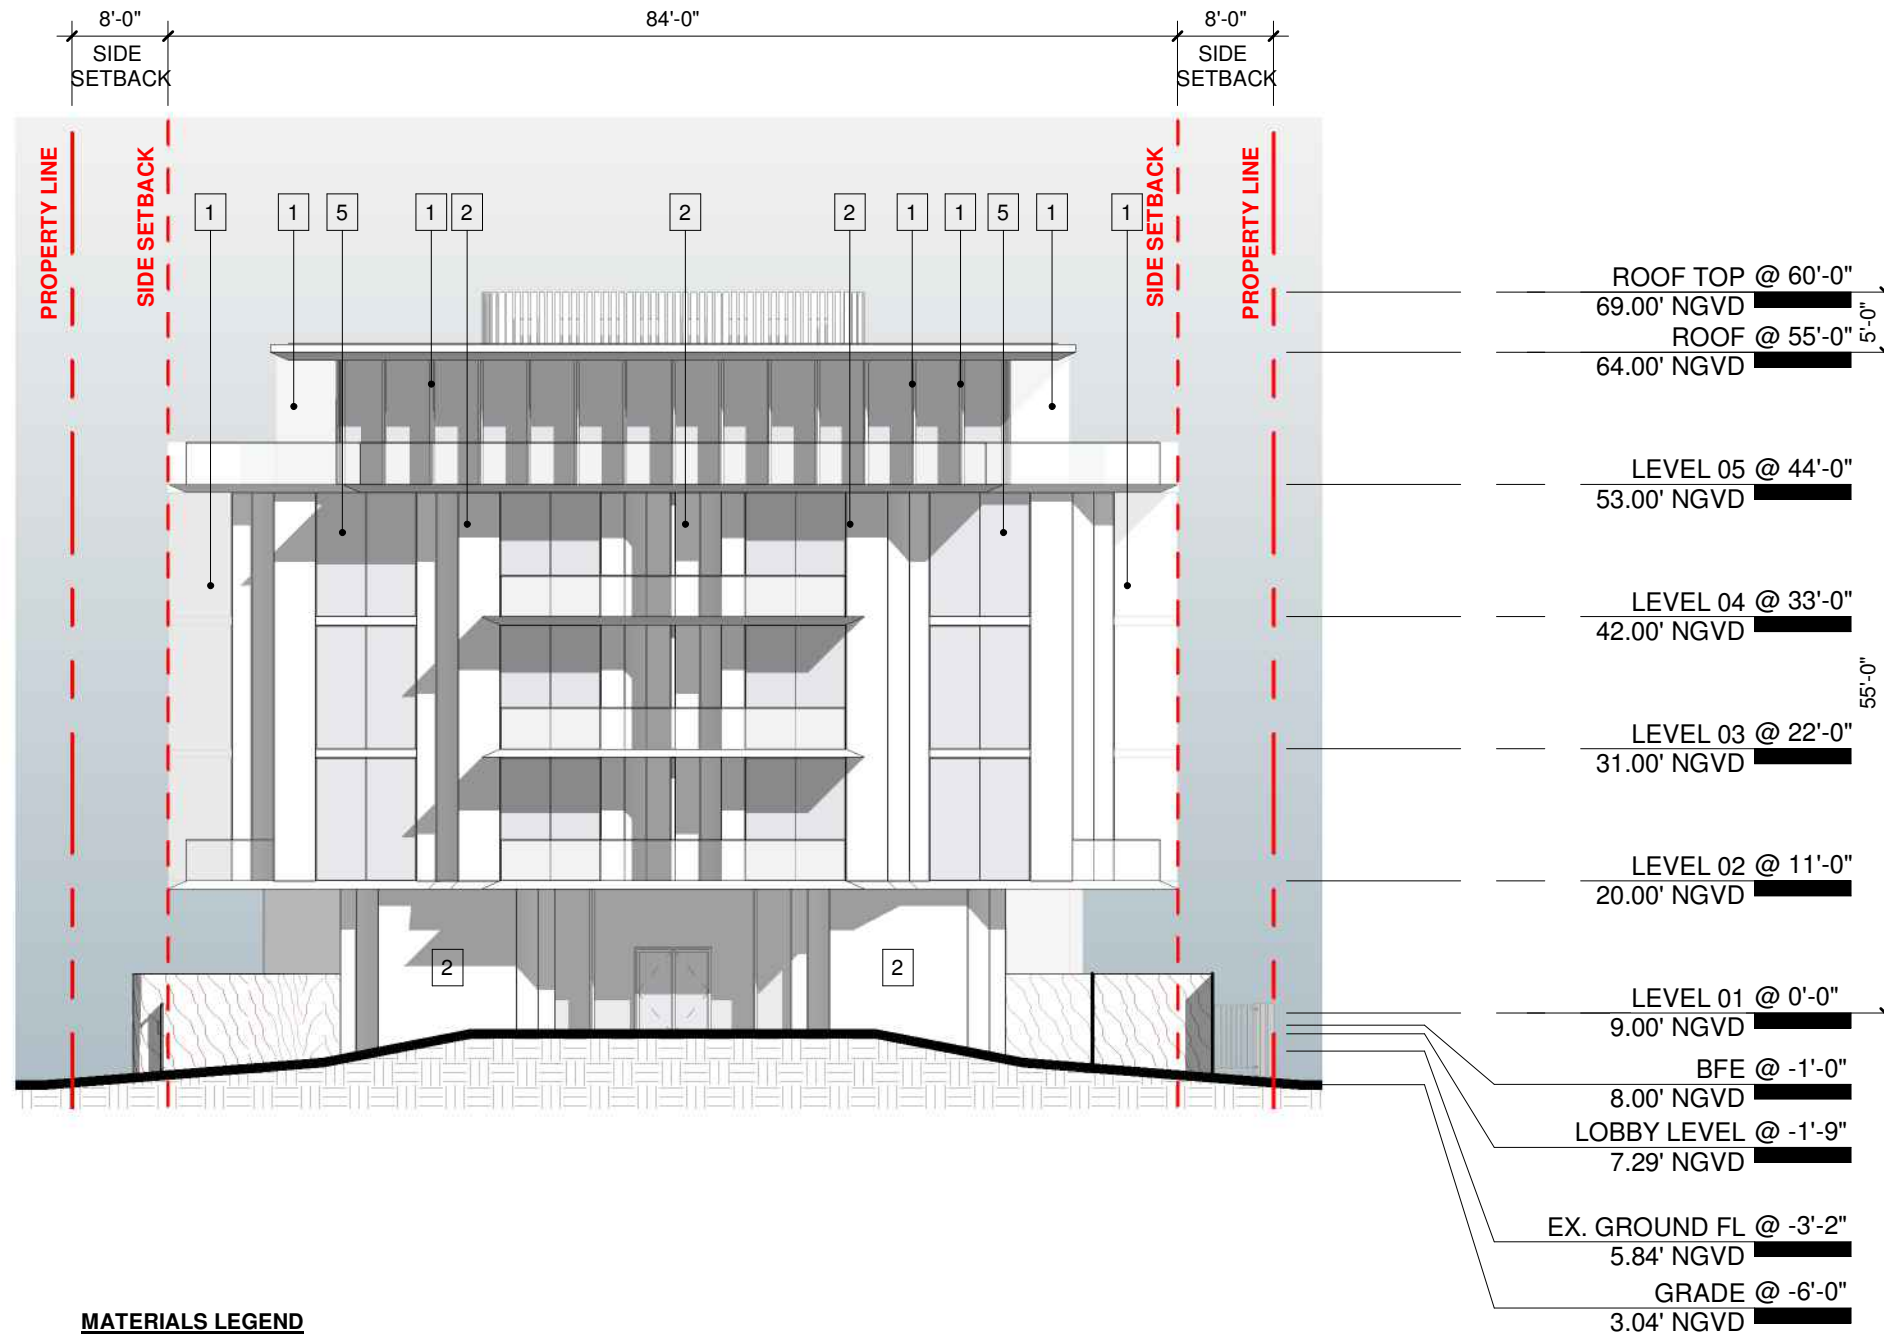 8'-0" 84'-0" 8'-0"
SIDE
SETBACK
SIDE
SETBACK
PROPERTY LINE
SIDE SETBACK
SIDE SETBACK
PROPERTY LINE
1 1 5 1 2 2 2 1 1 5 1 1
ROOF TOP @ 60'-0"
69.00' NGVD
5'-0"
ROOF @ 55'-0"
64.00' NGVD
LEVEL 05 @ 44'-0"
53.00' NGVD
LEVEL 04 @ 33'-0"
42.00' NGVD
55'-0"
LEVEL 03 @ 22'-0"
31.00' NGVD
LEVEL 02 @ 11'-0"
20.00' NGVD
2 2
LEVEL 01 @ 0'-0"
9.00' NGVD
BFE @ -1'-0"
8.00' NGVD
LOBBY LEVEL @ -1'-9"
7.29' NGVD
EX. GROUND FL @ -3'-2"
5.84' NGVD
GRADE @ -6'-0"
3.04' NGVD
MATERIALS LEGEND